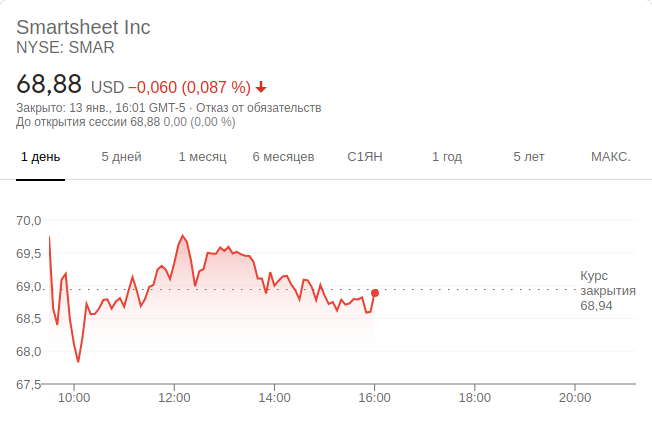 Smartsheet Inc
NYSE: SMAR
68,88 USD −0,060 (0,087 %)
Закрыто: 13 янв., 16:01 GMT-5 · Отказ от обязательств
До открытия сессии 68,88 0,00 (0,00 %)
1 день 5 дней 1 месяц 6 месяцев С1ЯН 1 год 5 лет МАКС.
70,0
69,5
69,0
68,5
68,0
67,5
Курс
закрытия
68,94
10:00 12:00 14:00 16:00 18:00 20:00